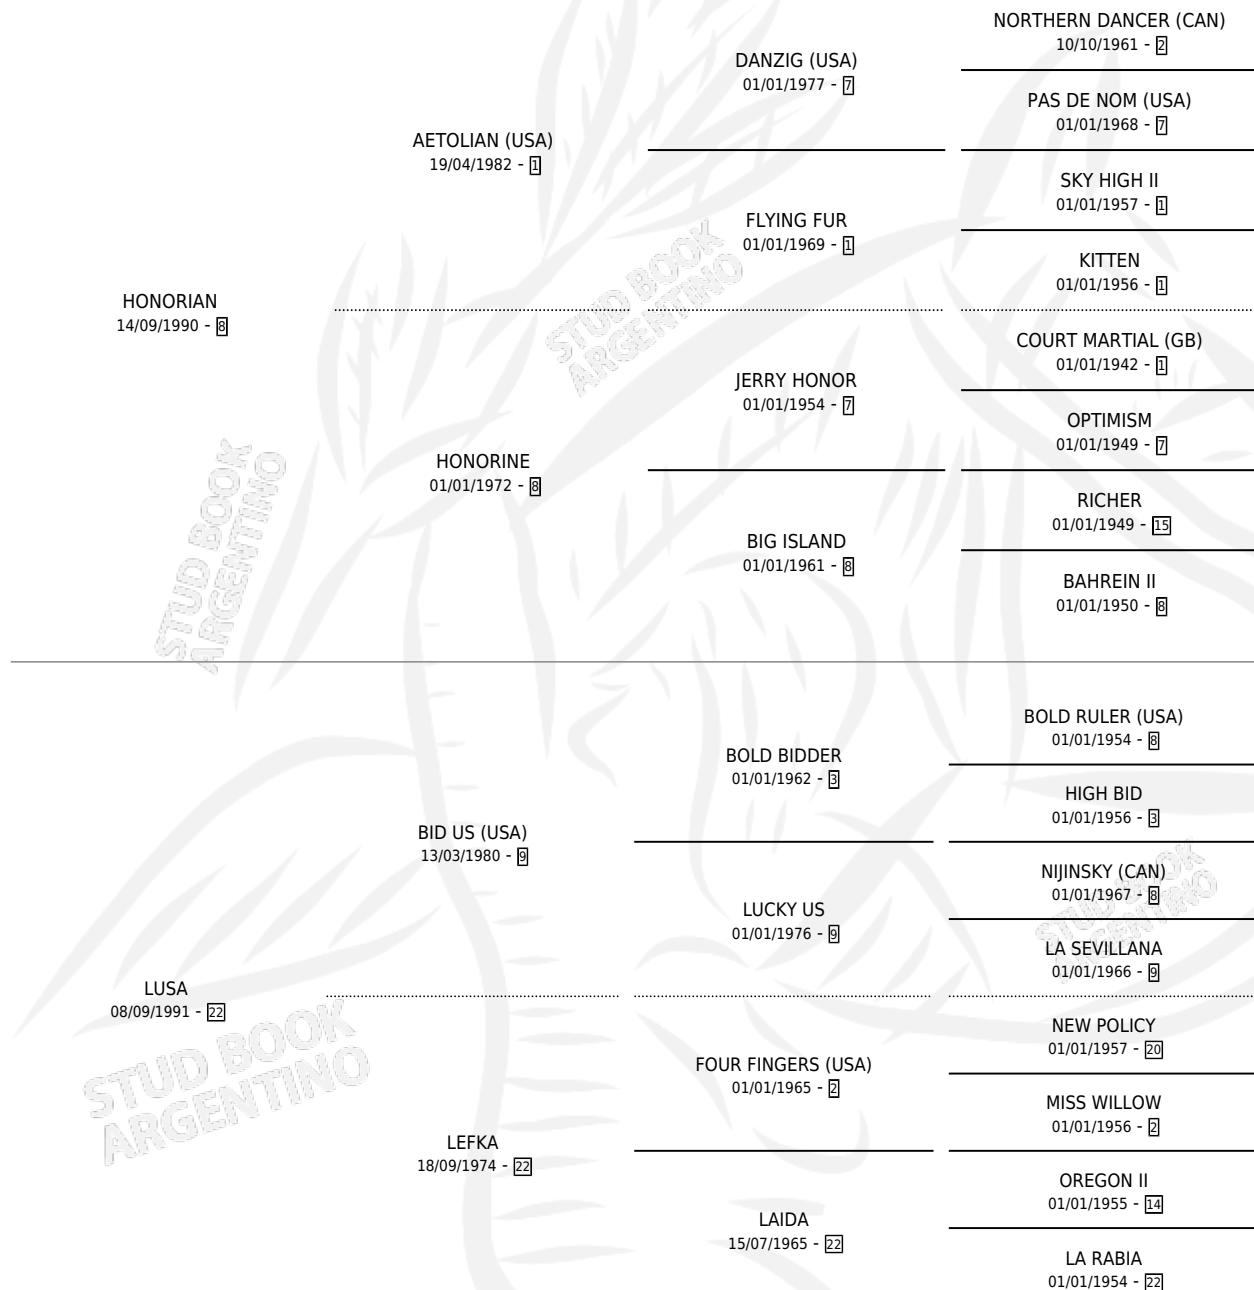 NORTHERN DANCER (CAN)
10/10/1961 - 2
DANZIG (USA)
01/01/1977 - 7
PAS DE NOM (USA)
01/01/1968 - 7
AETOLIAN (USA)
19/04/1982 - 1
SKY HIGH II
01/01/1957 - 1
FLYING FUR
01/01/1969 - 1
KITTEN
01/01/1956 - 1
HONORIAN
14/09/1990 - 8
COURT MARTIAL (GB)
01/01/1942 - 1
JERRY HONOR
01/01/1954 - 7
OPTIMISM
01/01/1949 - 7
HONORINE
01/01/1972 - 8
RICHER
01/01/1949 - 15
BIG ISLAND
01/01/1961 - 8
BAHREIN II
01/01/1950 - 8
STUD BOOK
ARGENTINO
STUD BOOK
ARGENTINO
BOLD RULER (USA)
01/01/1954 - 8
BOLD BIDDER
01/01/1962 - 3
HIGH BID
01/01/1956 - 3
BID US (USA)
13/03/1980 - 9
NIJINSKY (CAN)
01/01/1967 - 8
LUCKY US
01/01/1976 - 9
LA SEVILLANA
01/01/1966 - 9
STUD BOOK
ARGENTINO
LUSA
08/09/1991 - 22
NEW POLICY
01/01/1957 - 20
FOUR FINGERS (USA)
01/01/1965 - 2
MISS WILLOW
01/01/1956 - 2
STUD BOOK
ARGENTINO
LEFKA
18/09/1974 - 22
OREGON II
01/01/1955 - 14
LAIDA
15/07/1965 - 22
LA RABIA
01/01/1954 - 22